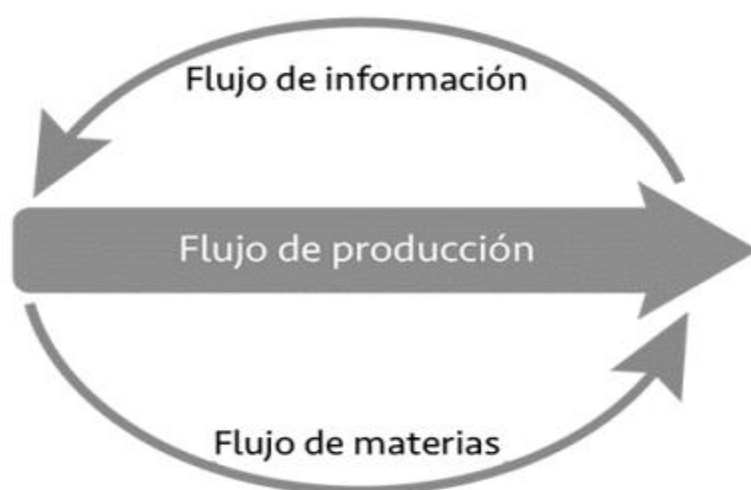 Flujo de información
Flujo de producción
Flujo de materias